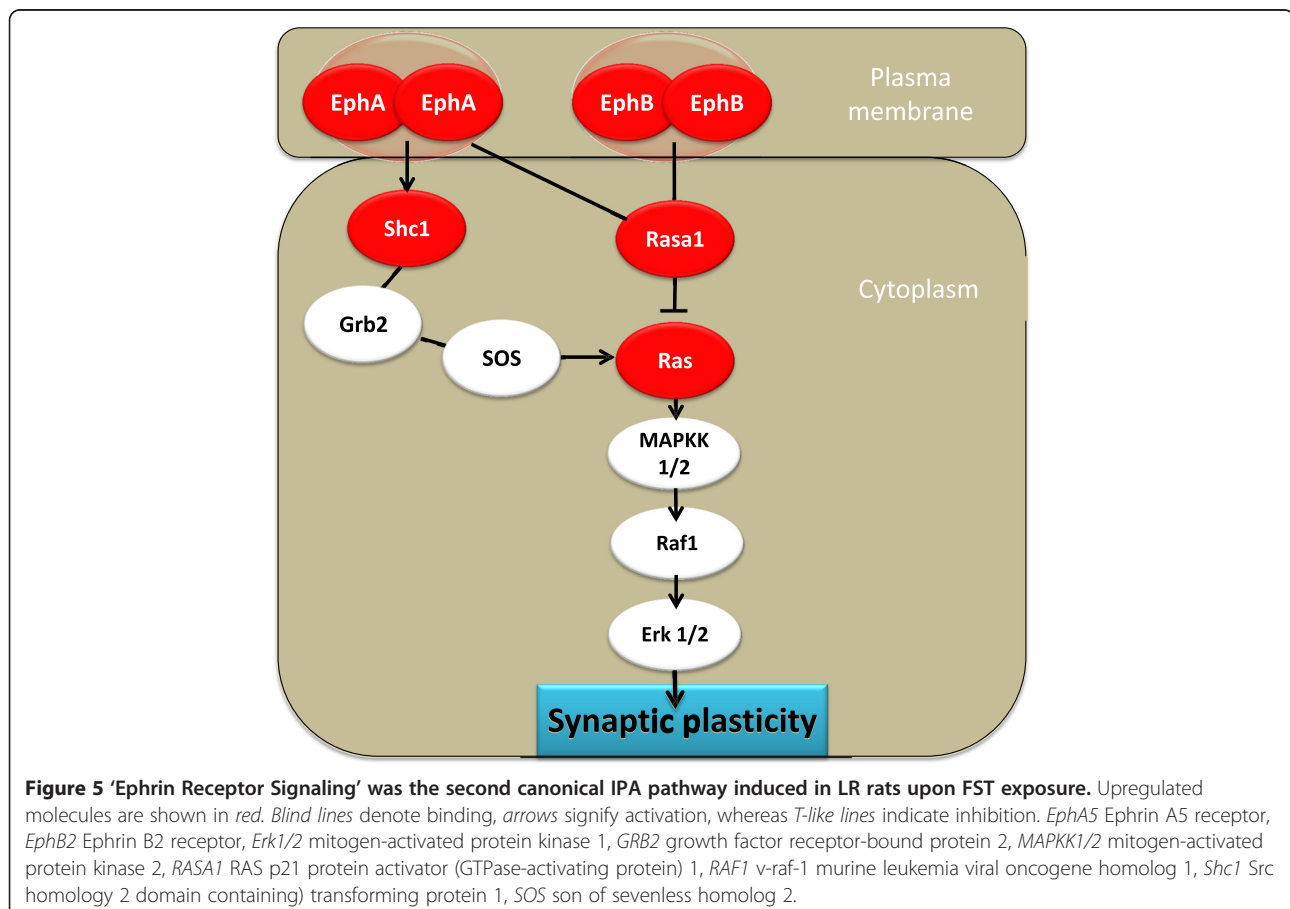 EphA EphA EphB EphB
Plasma
membrane
Shc1
Rasa1
Cytoplasm
Grb2
SOS
Ras
MAPKK
1/2
Raf1
Erk 1/2
Synaptic plasticity
Figure 5 ‘Ephrin Receptor Signaling’ was the second canonical IPA pathway induced in LR rats upon FST exposure. Upregulated
molecules are shown in red. Blind lines denote binding, arrows signify activation, whereas T-like lines indicate inhibition. EphA5 Ephrin A5 receptor,
EphB2 Ephrin B2 receptor, Erk1/2 mitogen-activated protein kinase 1, GRB2 growth factor receptor-bound protein 2, MAPKK1/2 mitogen-activated
protein kinase 2, RASA1 RAS p21 protein activator (GTPase-activating protein) 1, RAF1 v-raf-1 murine leukemia viral oncogene homolog 1, Shc1 Src
homology 2 domain containing) transforming protein 1, SOS son of sevenless homolog 2.